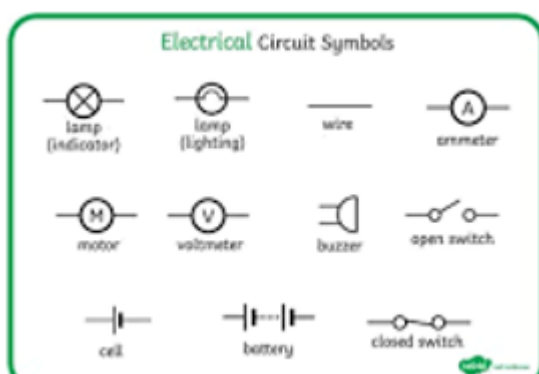 Electrical Circuit Symbols
lamp
(indicator)
lamp
(lighting)
wire
ammeter
A
M
motor
V
voltmeter
buzzer
open switch
cell
battery
closed switch